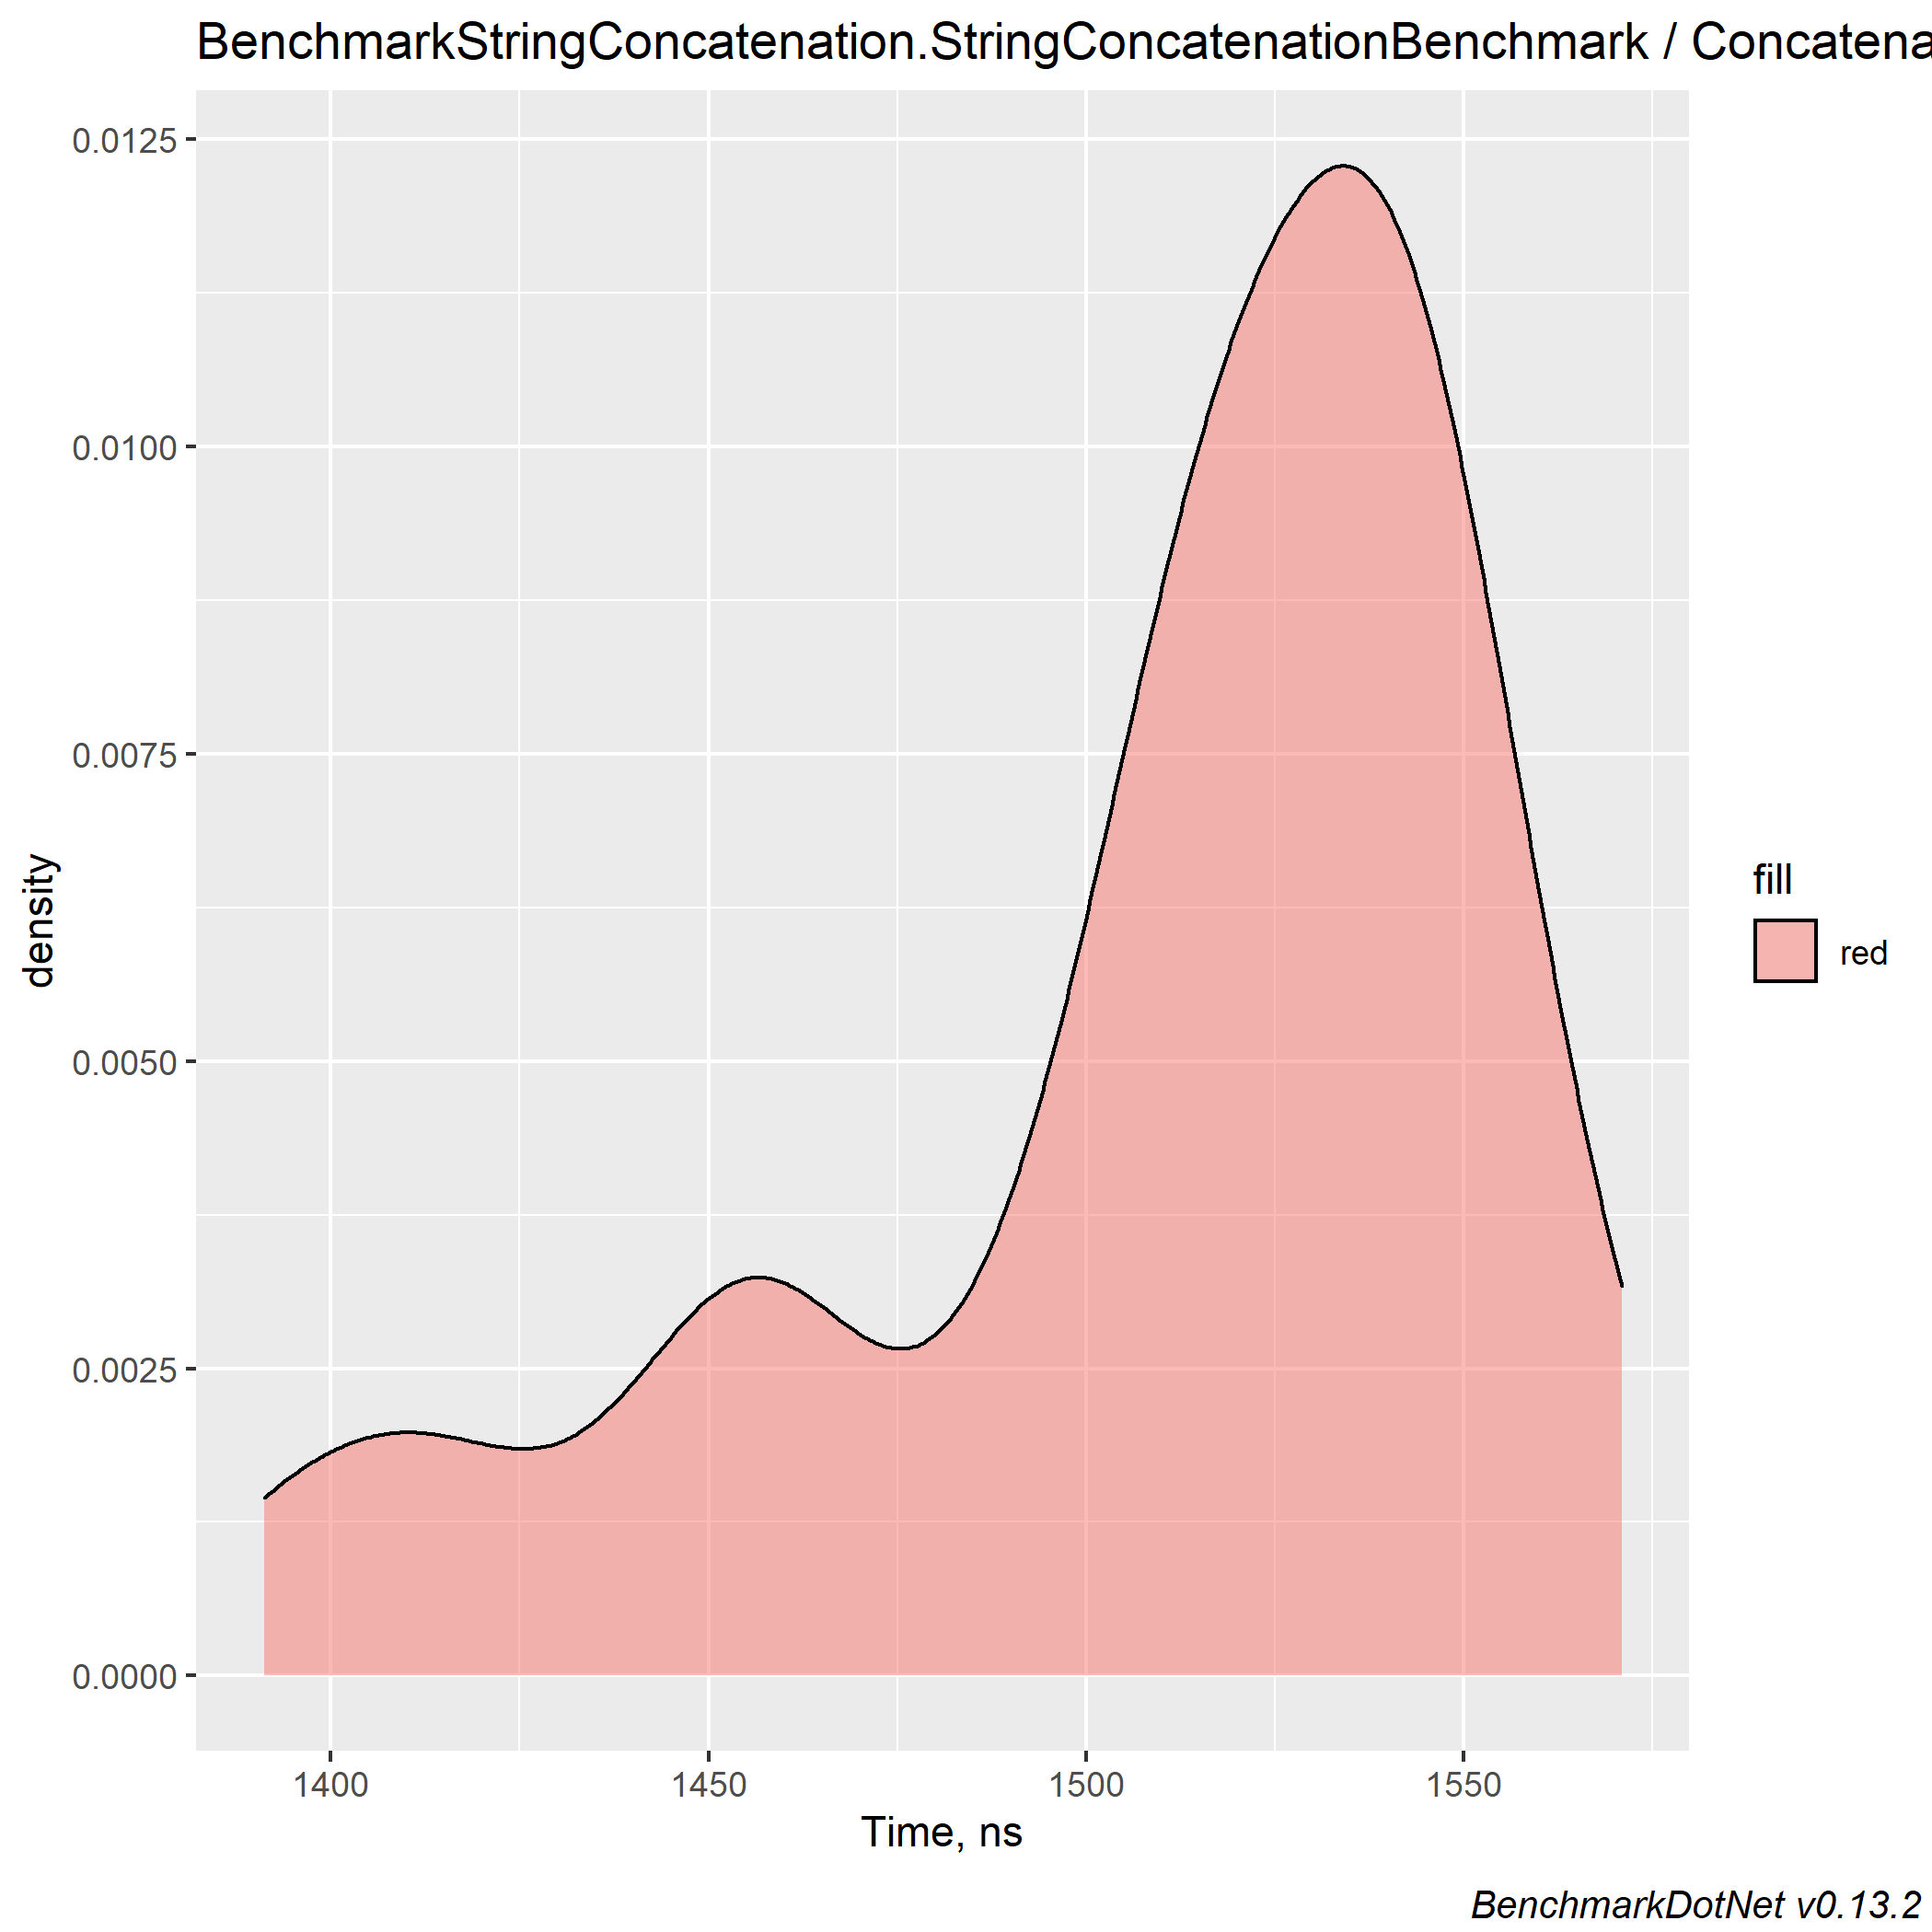 BenchmarkStringConcatenation.StringConcatenationBenchmark / Concatena
0.0125
0.0100
0.0075
0.0050
0.0025
0.0000
density
1400 1450 1500 1550
Time, ns
fill
red
BenchmarkDotNet v0.13.2